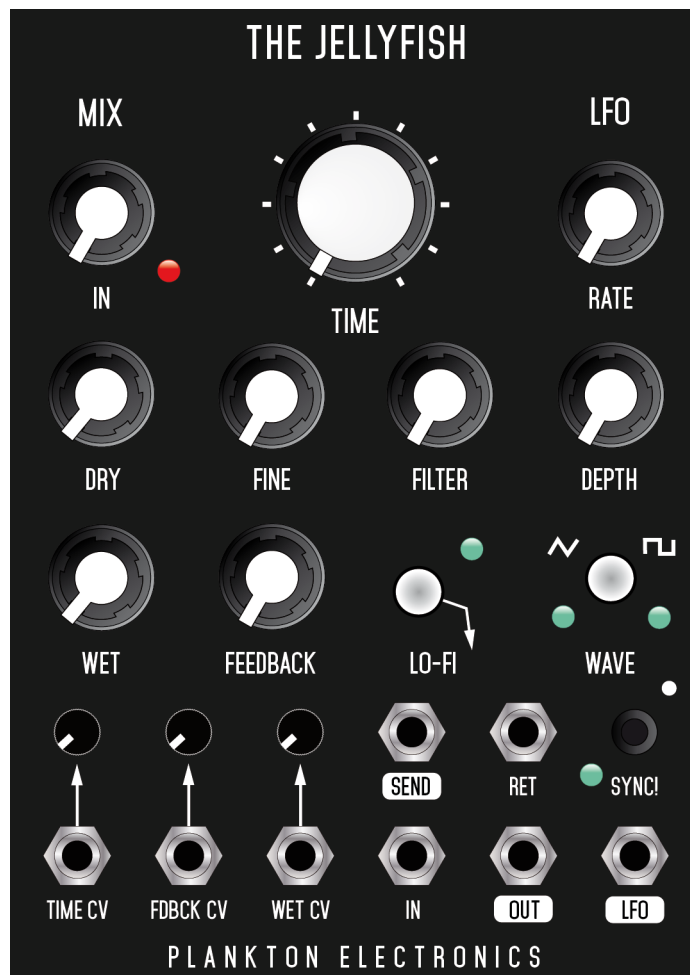 THE JELLYFISH
MIX
LFO
IN
TIME
RATE
DRY
FINE
FILTER
DEPTH
WET
FEEDBACK
LO-FI
WAVE
SEND
RET
SYNC!
TIME CV
FDBCK CV
WET CV
IN
OUT
LFO
PLANKTON ELECTRONICS